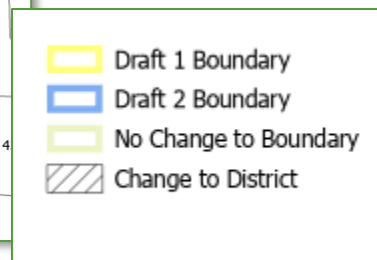 Draft 1 Boundary
Draft 2 Boundary
No Change to Boundary
4
Change to District